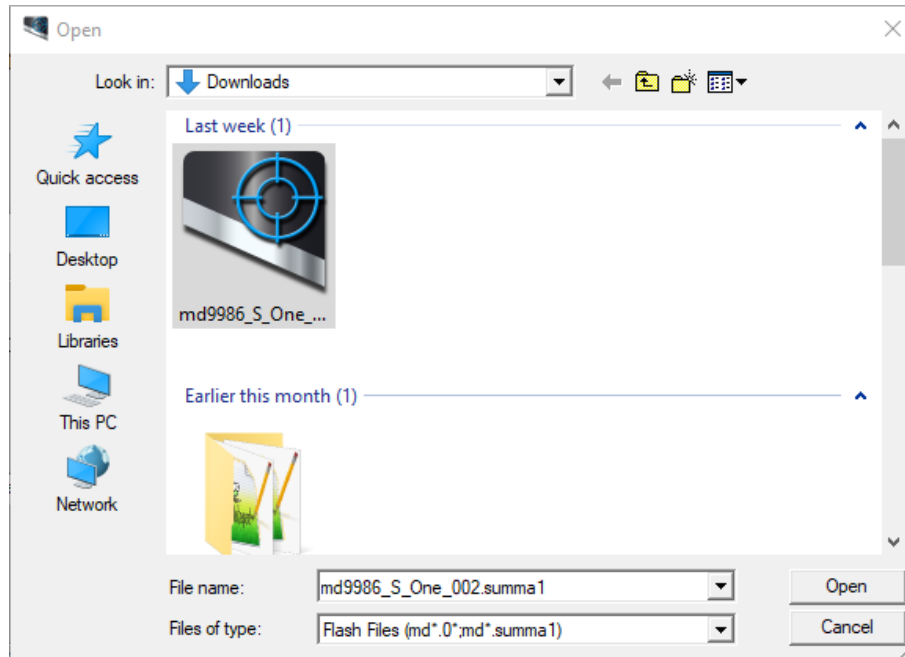 Open
Look in:
Downloads
Quick access
Desktop
Libraries
This PC
Network
Last week (1)
md9986_S_One_...
Earlier this month (1)
File name:
md9986_S_One_002.summa1
Open
Files of type:
Flash Files (md*.0*;md*.summa1)
Cancel